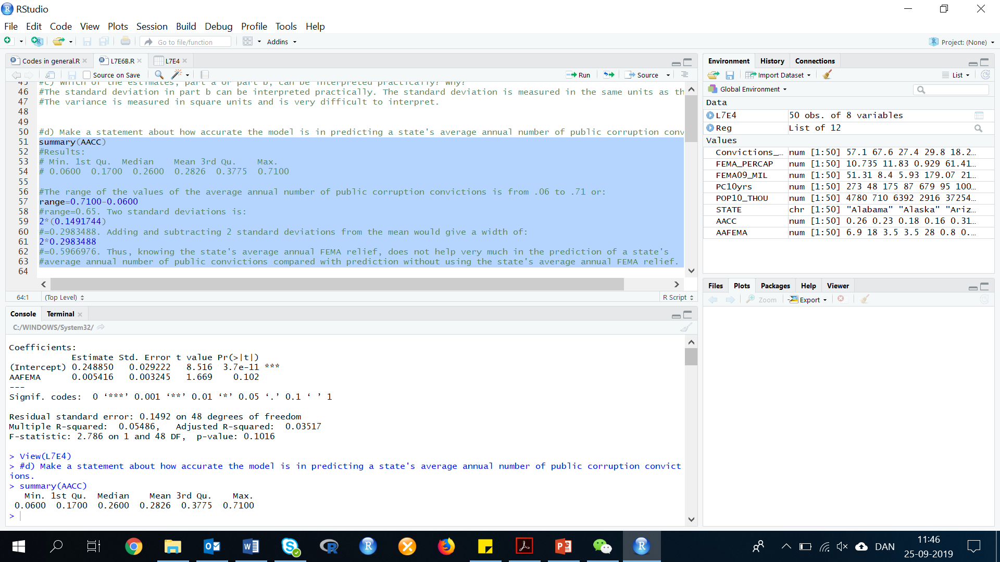 RStudio
File Edit Code View Plots Session Build Debug Profile Tools Help
Go to file/function
Addins
Project: (None)
Codes in general.R
L7E6B.R
L7E4
Source on Save
Run
Source
45 #c) Which of the estimates, part a or part b, can be interpreted practically? Why?
46 #The standard deviation in part b can be interpreted practically. The standard deviation is measured in the same units as th
47 #The variance is measured in square units and is very difficult to interpret.
48
49
50 #d) Make a statement about how accurate the model is in predicting a state's average annual number of public corruption conv
51 summary(AACC)
52 #Results:
53 # Min. 1st Qu. Median Mean 3rd Qu. Max.
54 # 0.0600 0.1700 0.2600 0.2826 0.3775 0.7100
55
56 #The range of the values of the average annual number of public corruption convictions is from .06 to .71 or:
57 range=0.7100-0.0600
58 #range=0.65. Two standard deviations is:
59 2*(0.1491744)
60 #=0.2983488. Adding and subtracting 2 standard deviations from the mean would give a width of:
61 2*0.2983488
62 #=0.5966976. Thus, knowing the state's average annual FEMA relief, does not help very much in the prediction of a state's
63 #average annual number of public convictions compared with prediction without using the state's average annual FEMA relief.
64
64:1 (Top Level) R Script
Console Terminal
C:/WINDOWS/System32/
Coefficients:
Estimate Std. Error t value Pr(>|t|)
(Intercept) 0.248850 0.029222 8.516 3.7e-11 ***
AAFEMA 0.005416 0.003245 1.669 0.102
---
Signif. codes: 0 ‘***’ 0.001 ‘**’ 0.01 ‘*’ 0.05 ‘.’ 0.1 ‘ ’ 1
Residual standard error: 0.1492 on 48 degrees of freedom
Multiple R-squared: 0.05486, Adjusted R-squared: 0.03517
F-statistic: 2.786 on 1 and 48 DF, p-value: 0.1016
> View(L7E4)
> #d) Make a statement about how accurate the model is in predicting a state's average annual number of public corruption convict
ions.
> summary(AACC)
Min. 1st Qu. Median Mean 3rd Qu. Max.
0.0600 0.1700 0.2600 0.2826 0.3775 0.7100
>
Environment History Connections
Import Dataset
List
Global Environment
Data
L7E4 50 obs. of 8 variables
Reg List of 12
Values
Convictions_… num [1:50] 57.1 67.6 27.4 29.8 18.2…
FEMA_PERCAP num [1:50] 10.735 11.83 0.929 61.41…
FEMA09_MIL num [1:50] 51.31 8.4 5.93 179.07 21…
PC10yrs num [1:50] 273 48 175 87 679 95 100…
POP10_THOU num [1:50] 4780 710 6392 2916 37254…
STATE chr [1:50] "Alabama" "Alaska" "Ariz…
AACC num [1:50] 0.26 0.23 0.18 0.16 0.31…
AAFEMA num [1:50] 6.9 18 3.5 3.5 28 0.8 0.…
Files Plots Packages Help Viewer
Zoom
Export
DAN
11:46
25-09-2019